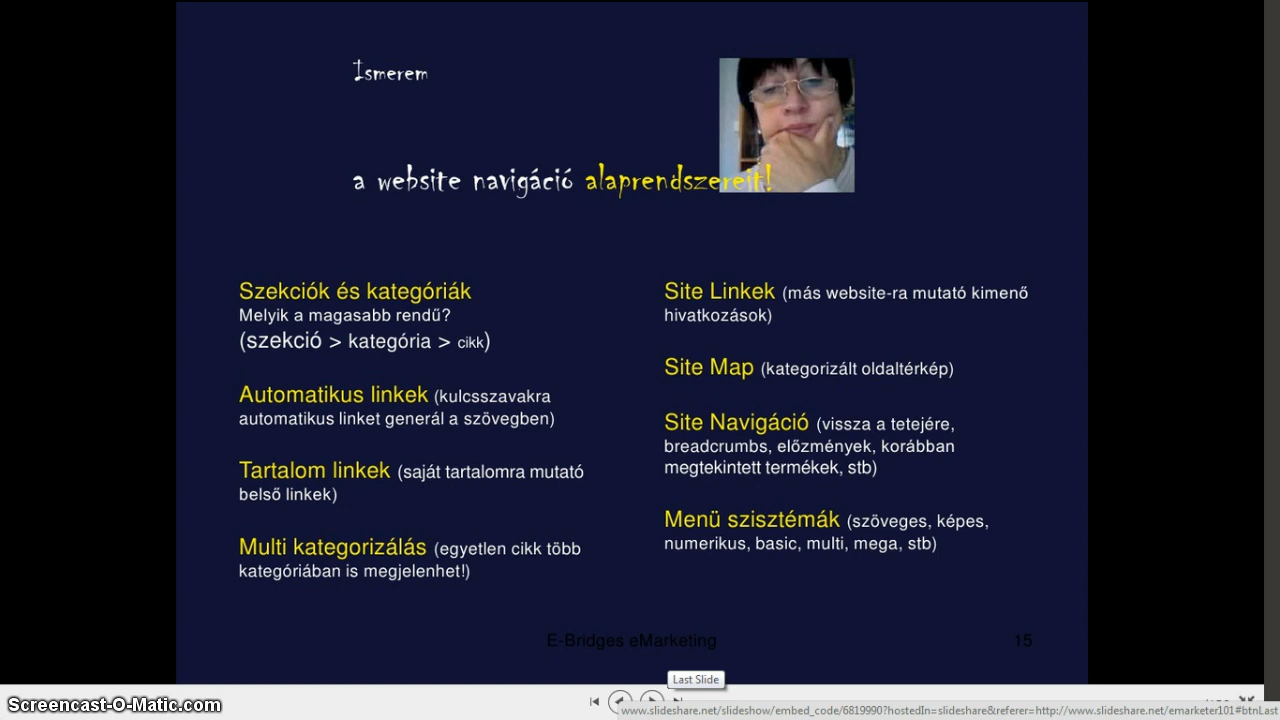 Ismerem
a website navigáció alaprendszereit!
Szekciók és kategóriák
Melyik a magasabb rendű?
(szekció > kategória > cikk)
Automatikus linkek (kulcsszavakra
automatikus linket generál a szövegben)
Tartalom linkek (saját tartalomra mutató
belső linkek)
Multi kategorizálás (egyetlen cikk több
kategóriában is megjelenhet!)
Site Linkek (más website-ra mutató kimenő
hivatkozások)
Site Map (kategorizált oldaltérkép)
Site Navigáció (vissza a tetejére,
breadcrumbs, előzmények, korábban
megtekintett termékek, stb)
Menü szisztémák (szöveges, képes,
numerikus, basic, multi, mega, stb)
E-Bridges eMarketing
15
Last Slide
Screencast-O-Matic.com
www.slideshare.net/slideshow/embed_code/6819990?hostedIn=slideshare&referer=http://www.slideshare.net/emarketer101#btnLast